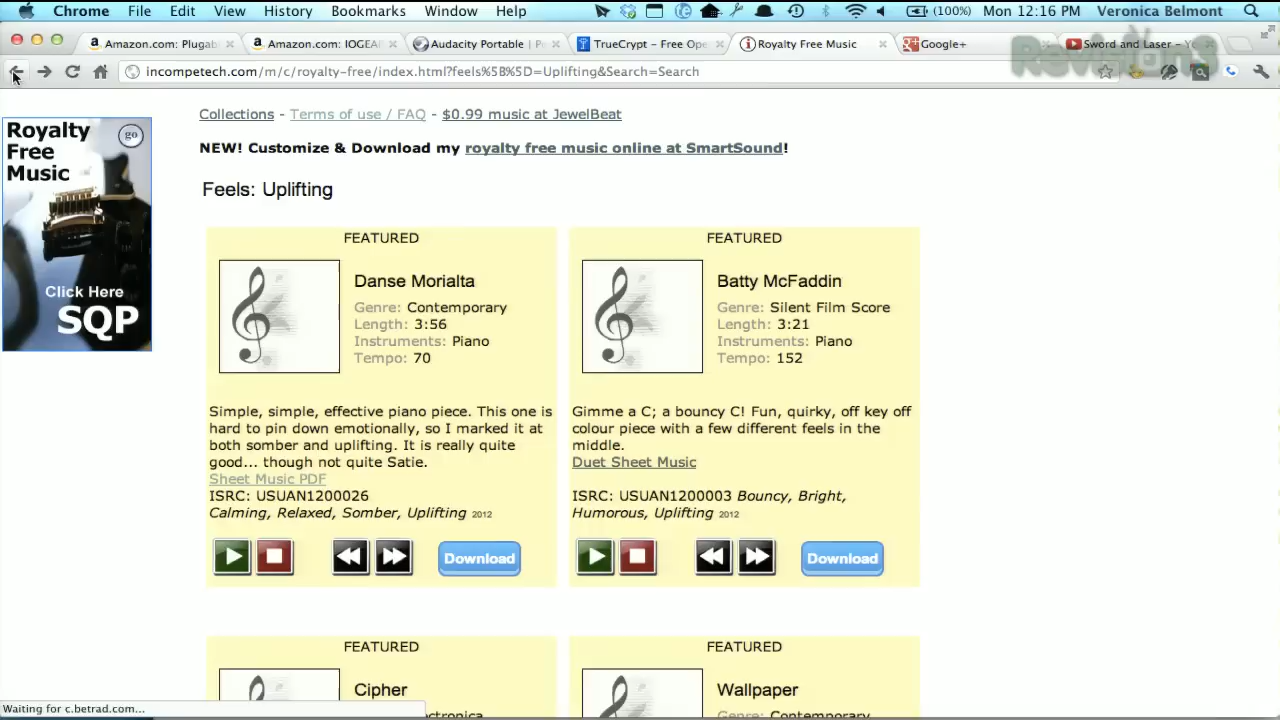 Chrome File Edit View History Bookmarks Window Help (100%) Mon 12:16 PM Veronica Belmont
Amazon.com: Plugab Amazon.com: IOGEAR Audacity Portable | P TrueCrypt - Free Ope Royalty Free Music Google+ Sword and Laser - Yo
incompetech.com/m/c/royalty-free/index.html?feels%5B%5D=Uplifting&Search=Search
Revision3
Collections - Terms of use / FAQ - $0.99 music at JewelBeat
NEW! Customize & Download my royalty free music online at SmartSound!
Royalty
Free
Music
go
Click Here
SQP
Feels: Uplifting
FEATURED
Danse Morialta
Genre: Contemporary
Length: 3:56
Instruments: Piano
Tempo: 70
Simple, simple, effective piano piece. This one is
hard to pin down emotionally, so I marked it at
both somber and uplifting. It is really quite
good... though not quite Satie.
Sheet Music PDF
ISRC: USUAN1200026
Calming, Relaxed, Somber, Uplifting 2012
Download
FEATURED
Batty McFaddin
Genre: Silent Film Score
Length: 3:21
Instruments: Piano
Tempo: 152
Gimme a C; a bouncy C! Fun, quirky, off key off
colour piece with a few different feels in the
middle.
Duet Sheet Music
ISRC: USUAN1200003 Bouncy, Bright,
Humorous, Uplifting 2012
Download
FEATURED
Cipher
ectronica
FEATURED
Wallpaper
Genre: Contemporary
Waiting for c.betrad.com...